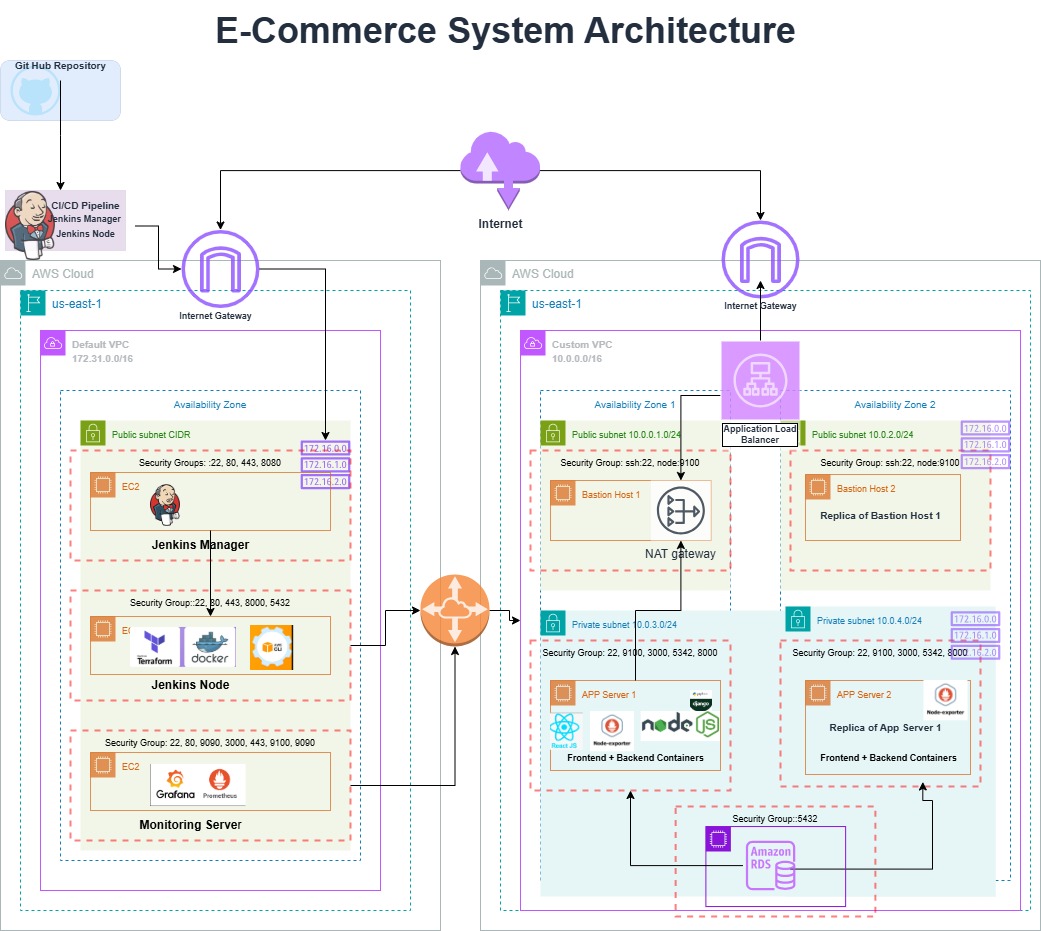 E-Commerce System Architecture
Git Hub Repository
CI/CD Pipeline
Jenkins Manager
Jenkins Node
Internet
AWS Cloud
us-east-1
Internet Gateway
Default VPC
172.31.0.0/16
Availability Zone
Public subnet CIDR
172.16.0.0
172.16.1.0
172.16.2.0
Security Groups: :22, 80, 443, 8080
EC2
Jenkins Manager
Security Group::22, 80, 443, 8000, 5432
EC2
Terraform
docker
AWS
CLI
Jenkins Node
Security Group: 22, 80, 9090, 3000, 443, 9100, 9090
EC2
Grafana
Prometheus
Monitoring Server
AWS Cloud
us-east-1
Internet Gateway
Custom VPC
10.0.0.0/16
Availability Zone 1
Application Load
Balancer
Availability Zone 2
Public subnet 10.0.0.1.0/24
Security Group: ssh:22, node:9100
Bastion Host 1
NAT gateway
Public subnet 10.0.2.0/24
172.16.0.0
172.16.1.0
172.16.2.0
Security Group: ssh:22, node:9100
Bastion Host 2
Replica of Bastion Host 1
Private subnet 10.0.3.0/24
Security Group: 22, 9100, 3000, 5342, 8000
APP Server 1
django
React JS
Node-exporter
node JS
Frontend + Backend Containers
Private subnet 10.0.4.0/24
172.16.0.0
172.16.1.0
172.16.2.0
Security Group: 22, 9100, 3000, 5342, 8000
APP Server 2
Node-exporter
Replica of App Server 1
Frontend + Backend Containers
Security Group::5432
Amazon
RDS